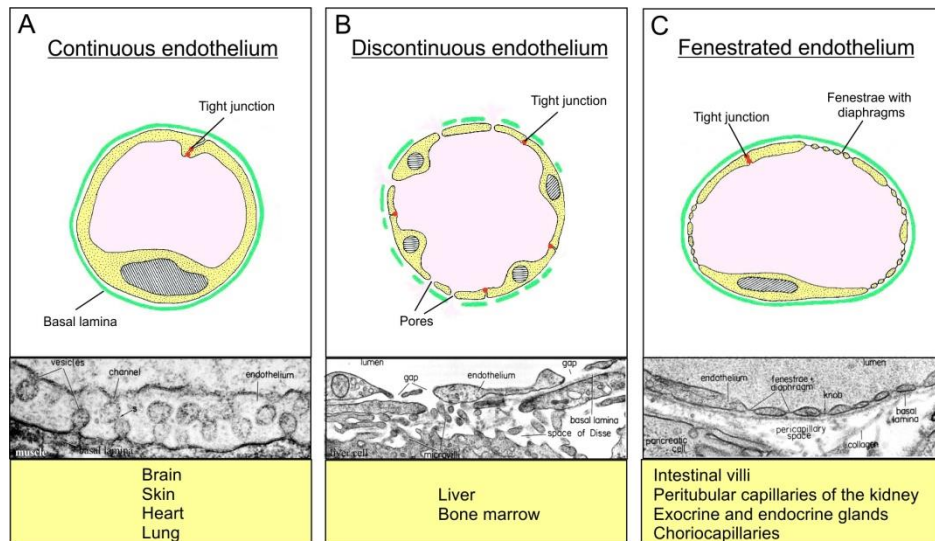 A
Continuous endothelium
Tight junction
Basal lamina
vesicles
channel
endothelium
s
muscle
basal lamina
Brain
Skin
Heart
Lung
B
Discontinuous endothelium
Tight junction
Pores
lumen
gap
gap
endothelium
basal
lamina
space of Disse
microvilli
liver cell
Liver
Bone marrow
C
Fenestrated endothelium
Fenestrae with
diaphragms
Tight junction
lumen
endothelium
fenestrae +
diaphragm
knob
basal
lamina
pericapillary
space
collagen
pancreatic
cell
Intestinal villi
Peritubular capillaries of the kidney
Exocrine and endocrine glands
Choriocapillaries